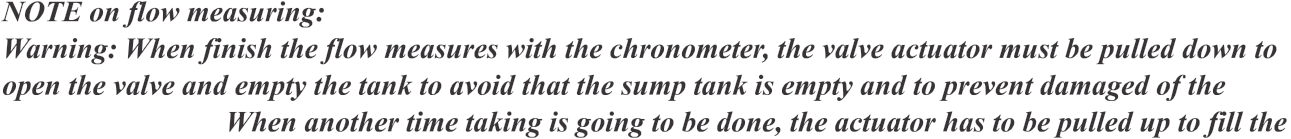 NOTE on flow measuring:
Warning: When finish the flow measures with the chronometer, the valve actuator must be pulled down to
open the valve and empty the tank to avoid that the sump tank is empty and to prevent damaged of the
When another time taking is going to be done, the actuator has to be pulled up to fill the